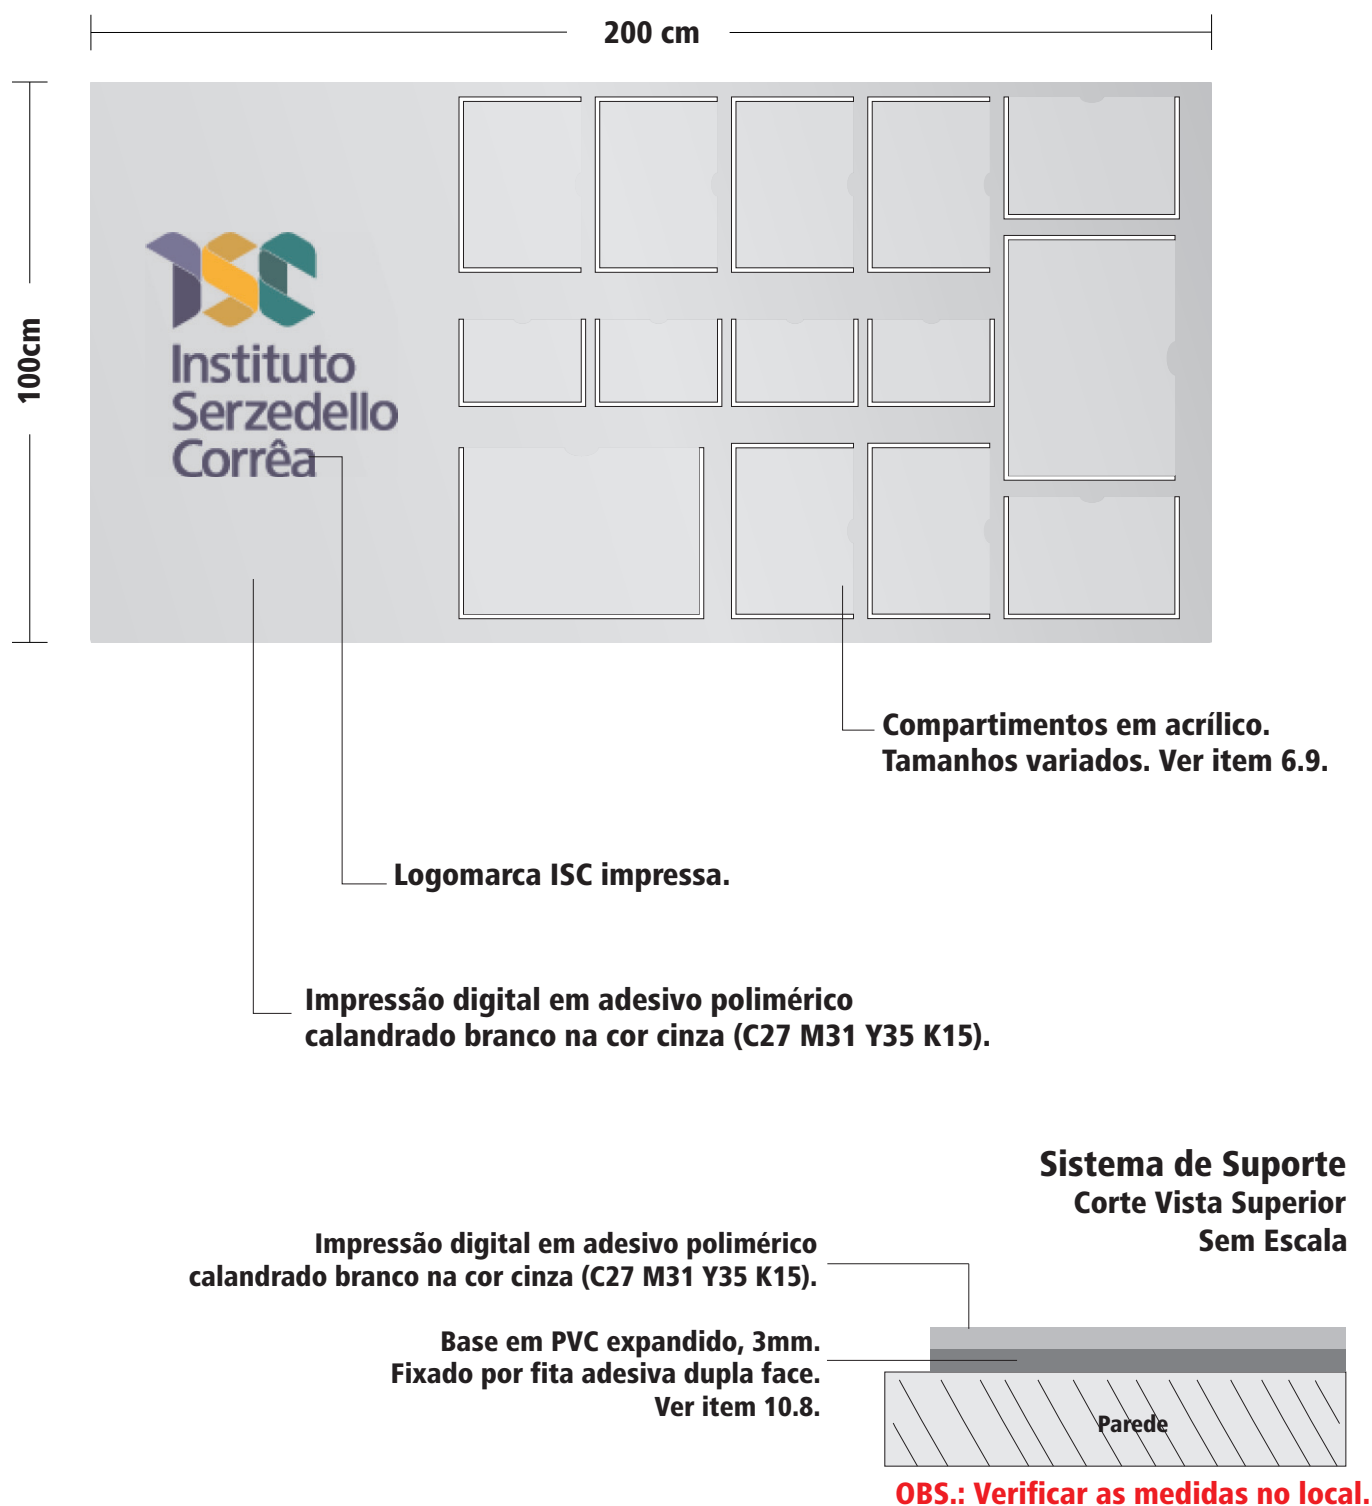 200 cm
100cm
ISC
Instituto
Serzedello
Corrêa
Compartimentos em acrílico.
Tamanhos variados. Ver item 6.9.
Logomarca ISC impressa.
Impressão digital em adesivo polimérico
calandrado branco na cor cinza (C27 M31 Y35 K15).
Sistema de Suporte
Corte Vista Superior
Sem Escala
Impressão digital em adesivo polimérico
calandrado branco na cor cinza (C27 M31 Y35 K15).
Base em PVC expandido, 3mm.
Fixado por fita adesiva dupla face.
Ver item 10.8.
Parede
OBS.: Verificar as medidas no local.